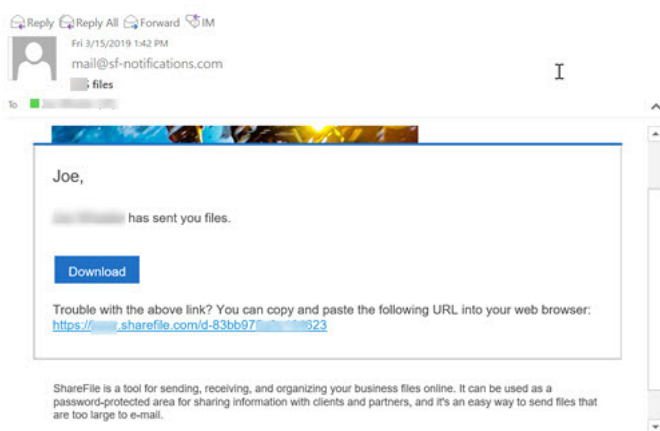 Reply Reply All Forward IM
Fri 3/15/2019 1:42 PM
mail@sf-notifications.com
files
To
Joe,
has sent you files.
Download
Trouble with the above link? You can copy and paste the following URL into your web browser:
https:// .sharefile.com/d-83bb97 623
ShareFile is a tool for sending, receiving, and organizing your business files online. It can be used as a
password-protected area for sharing information with clients and partners, and it's an easy way to send files that
are too large to e-mail.